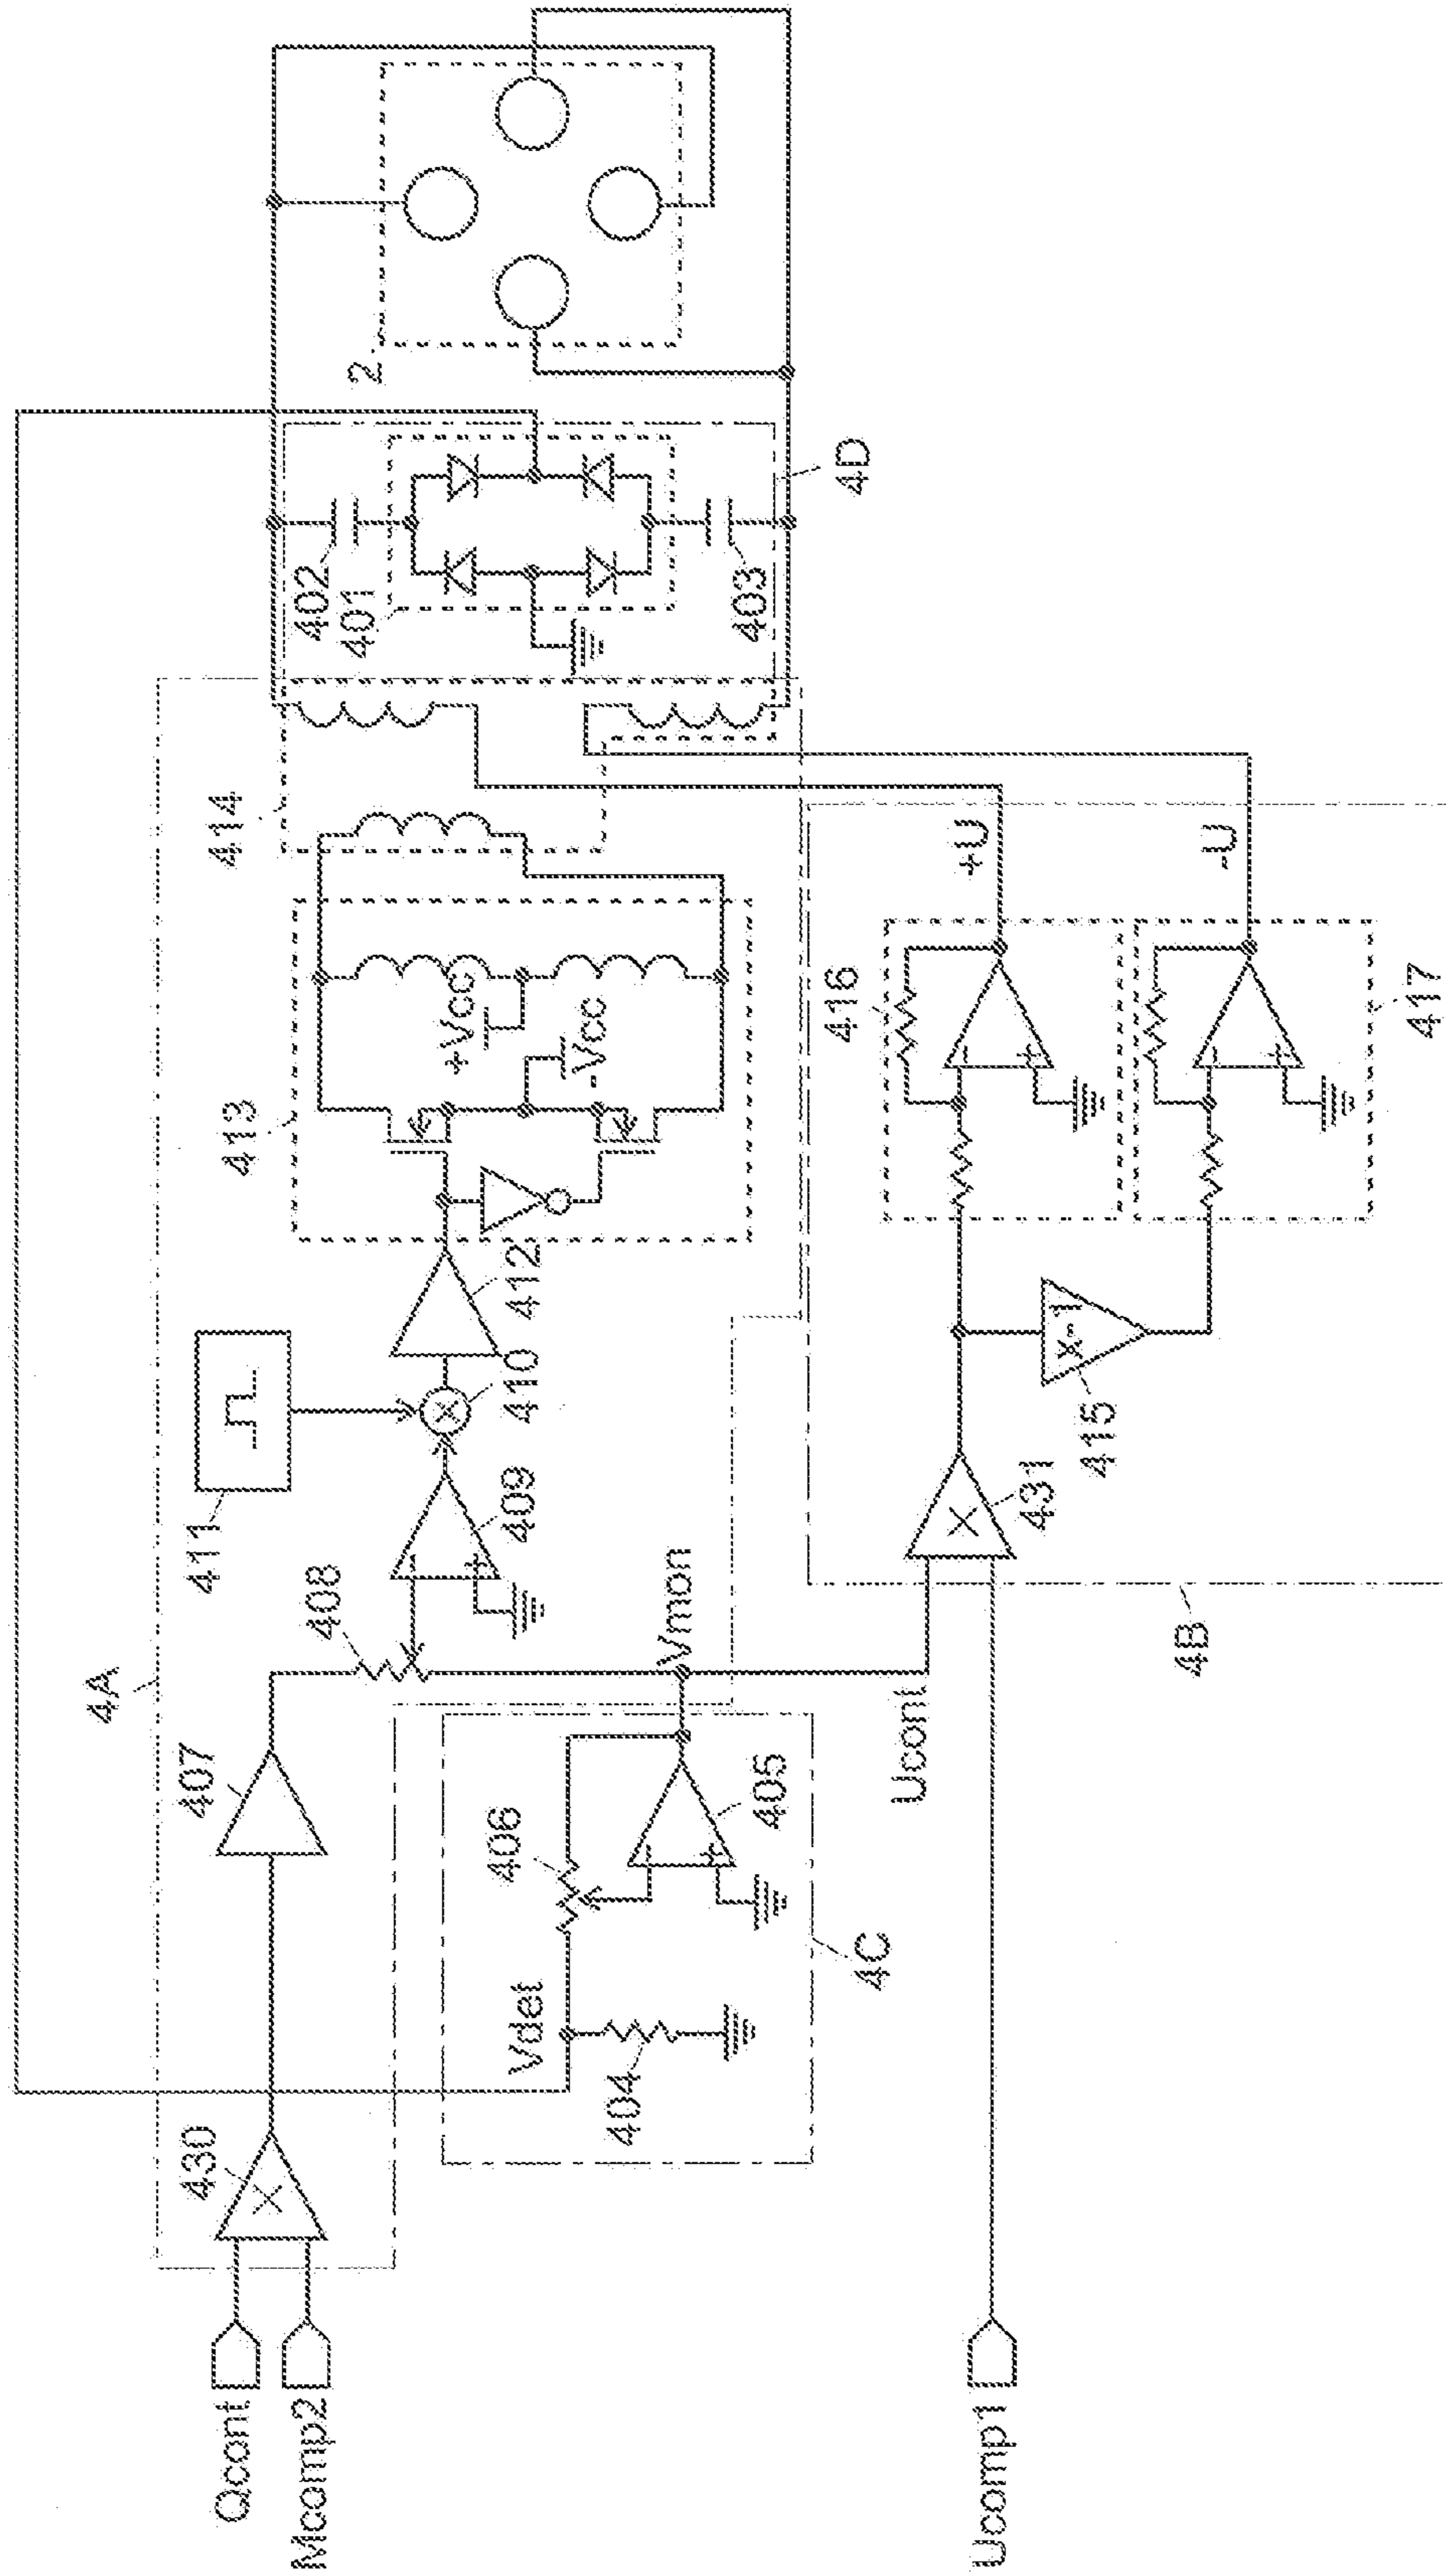 Qcont
Mcomp2
430
4A
407
408
411
409
410
412
413
+Vcc
-Vcc
414
402
401
403
4D
2
Vdet
404
406
405
4C
Vmon
Ucont
Ucomp1
4B
X
431
x-1
415
416
417
+U
-U
X
X